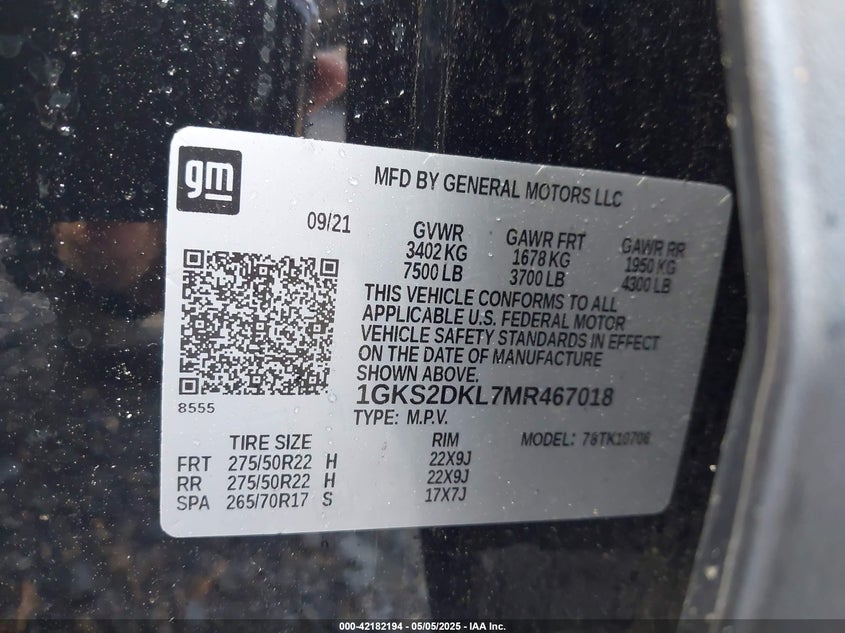 gm
MFD BY GENERAL MOTORS LLC
09/21
GVWR
3402 KG
7500 LB
GAWR FRT
1678 KG
3700 LB
GAWR RR
1950 KG
4300 LB
THIS VEHICLE CONFORMS TO ALL
APPLICABLE U.S. FEDERAL MOTOR
VEHICLE SAFETY STANDARDS IN EFFECT
ON THE DATE OF MANUFACTURE
SHOWN ABOVE.
1GKS2DKL7MR467018
8555
TYPE: M.P.V.
TIRE SIZE RIM MODEL: TK10706
FRT 275/50R22 H 22X9J
RR 275/50R22 H 22X9J
SPA 265/70R17 S 17X7J
000-42182194 - 05/05/2025 - IAA Inc.